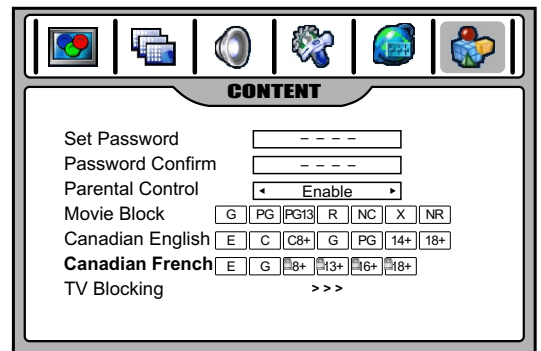 CONTENT
Set Password – – – –
Password Confirm – – – –
Parental Control ◂ Enable ▸
Movie Block G PG PG13 R NC X NR
Canadian English E C C8+ G PG 14+ 18+
Canadian French E G 8+ 13+ 16+ 18+
TV Blocking >>>